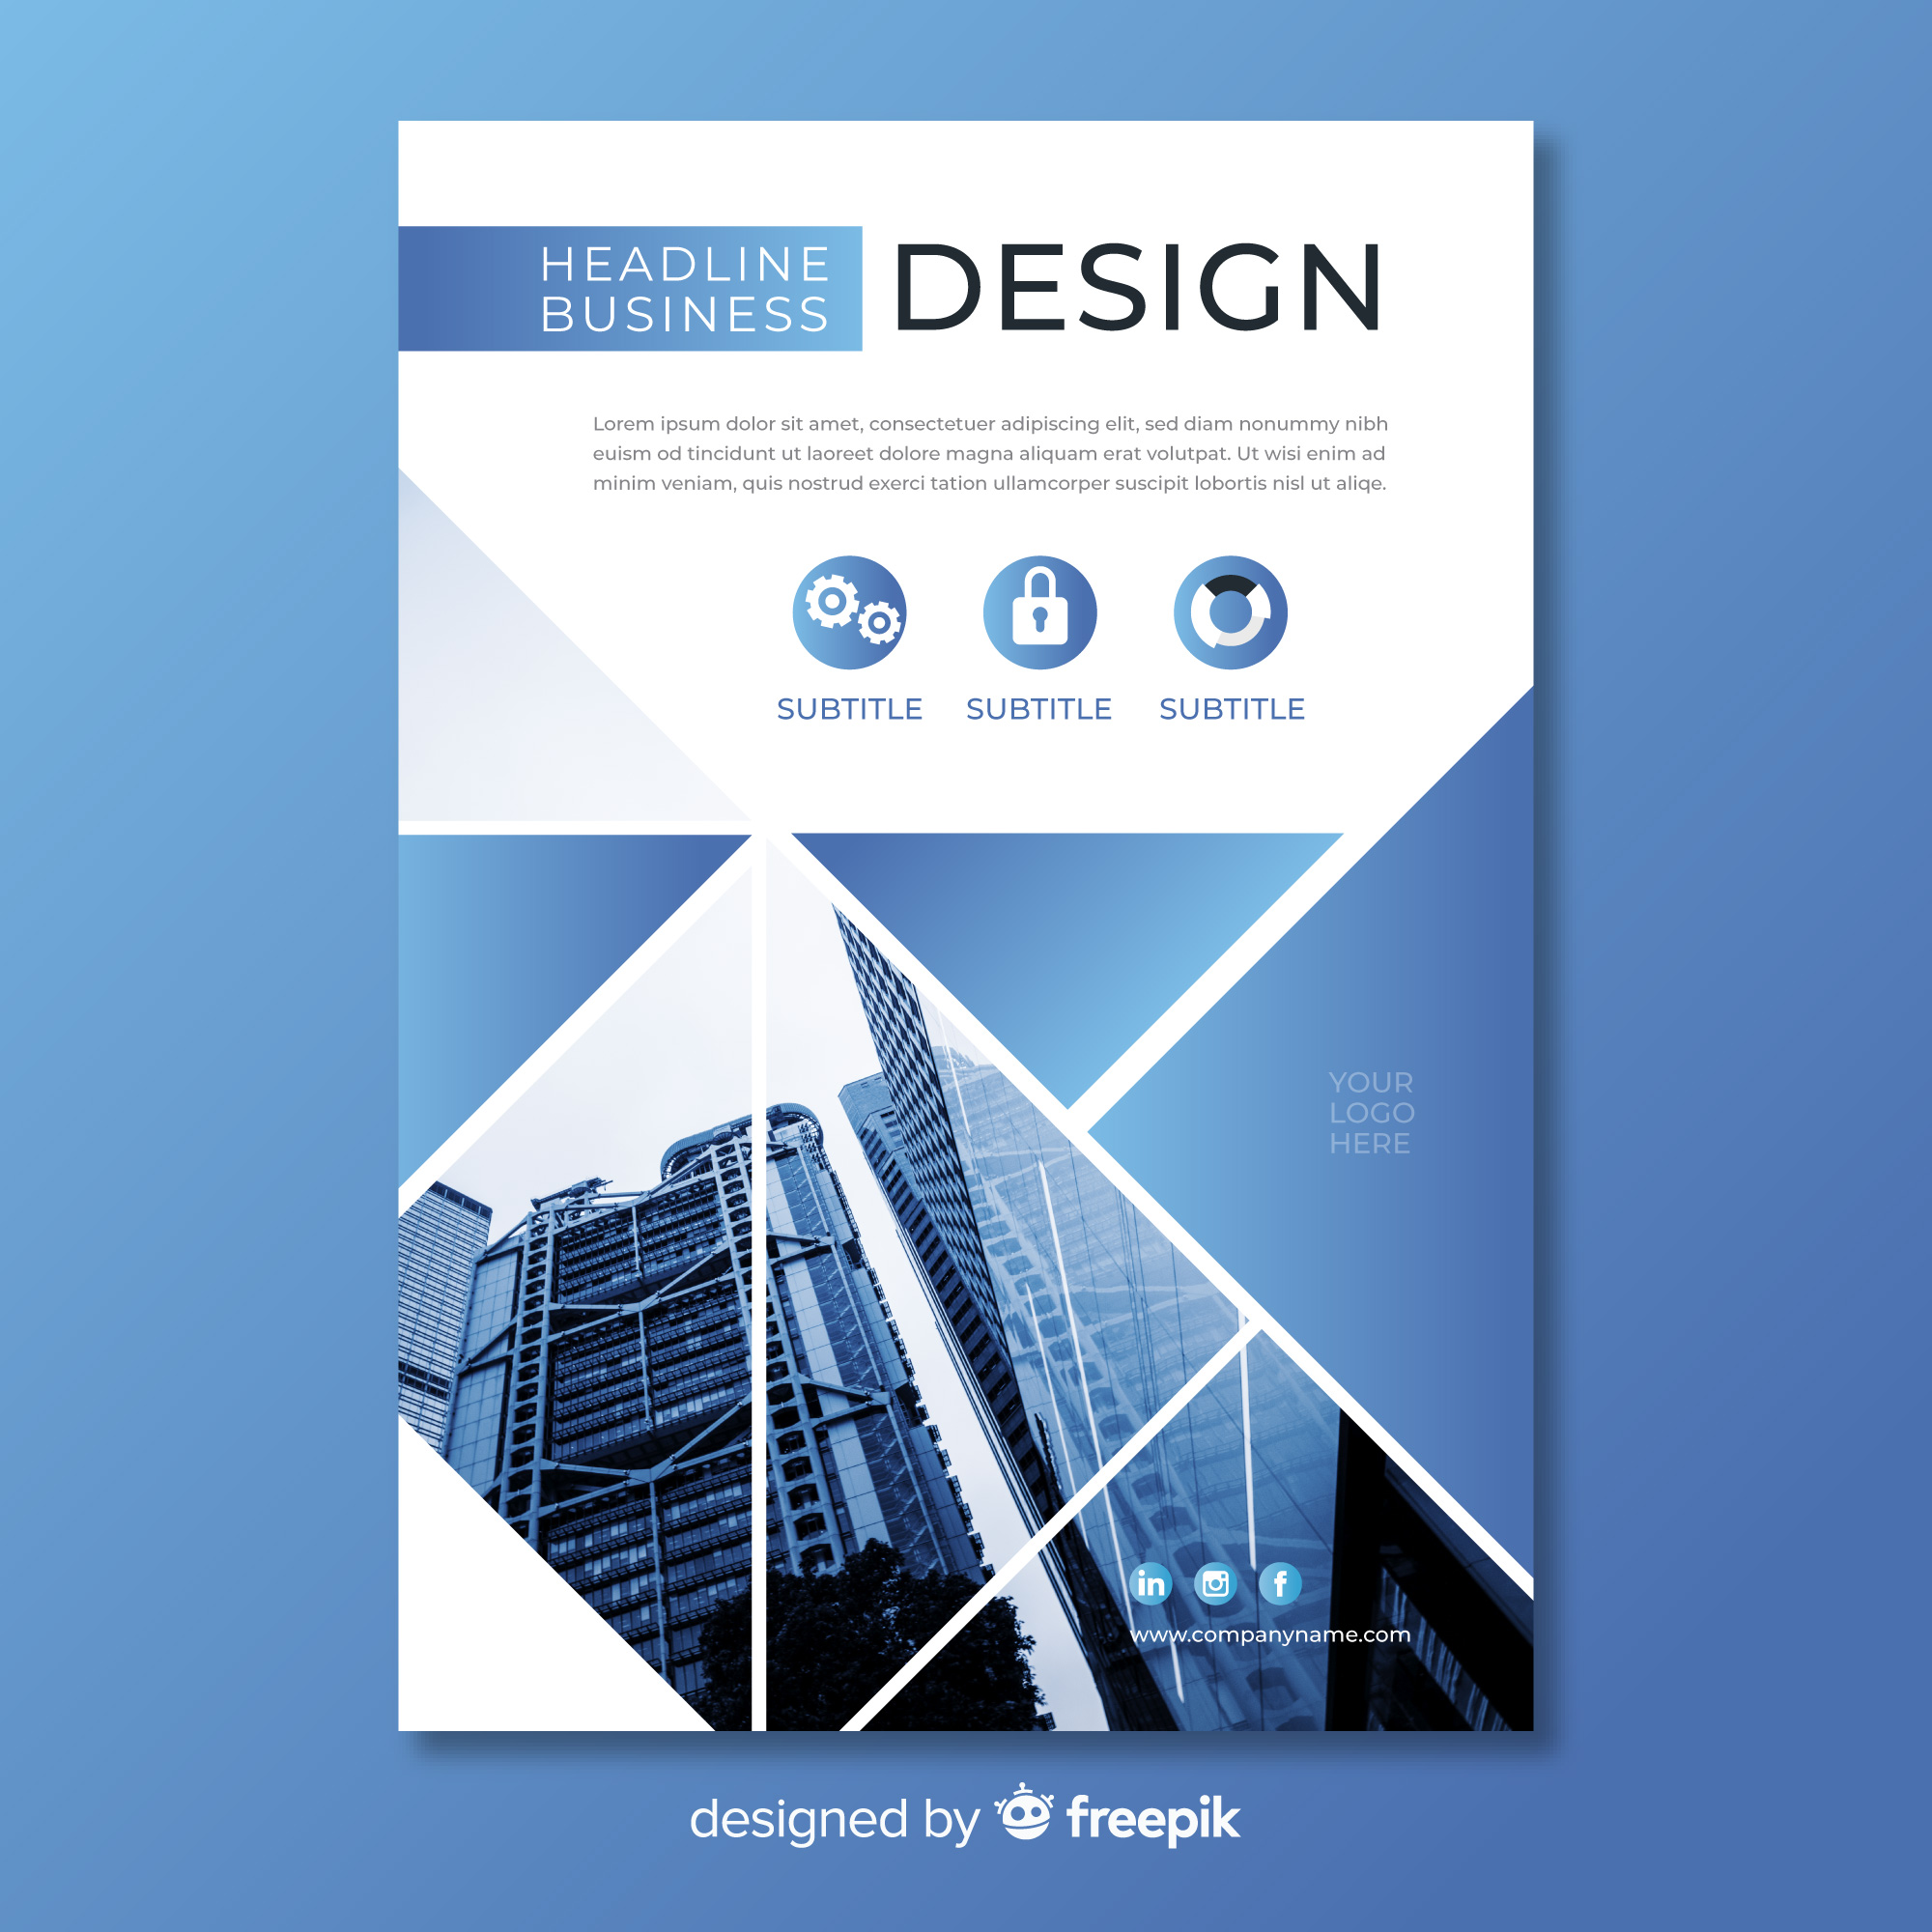 HEADLINE
BUSINESS
DESIGN
Lorem ipsum dolor sit amet, consectetuer adipiscing elit, sed diam nonummy nibh
euism od tincidunt ut laoreet dolore magna aliquam erat volutpat. Ut wisi enim ad
minim veniam, quis nostrud exerci tation ullamcorper suscipit lobortis nisl ut aliqe.
SUBTITLE SUBTITLE SUBTITLE
YOUR
LOGO
HERE
in f
www.companyname.com
designed by freepik